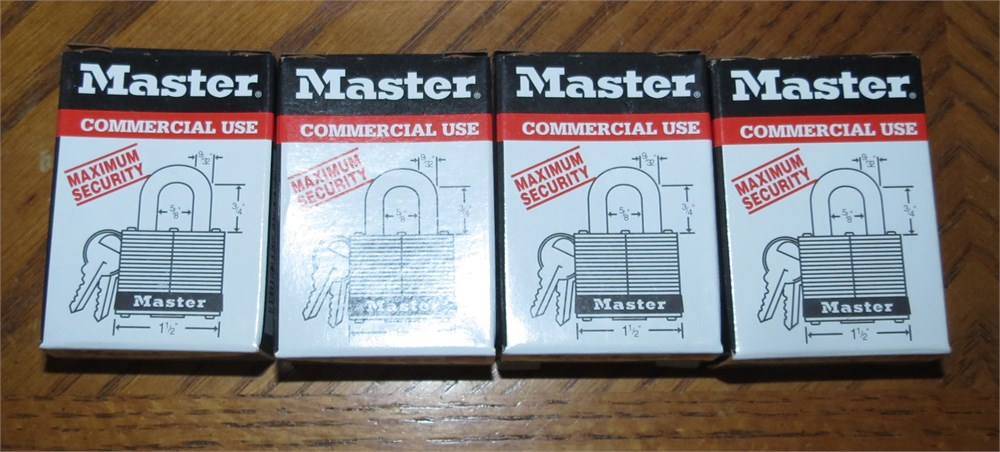 Master®
COMMERCIAL USE
MAXIMUM
SECURITY
9/32"
5/8"
3/4"
Master
1 1/2"
Master®
COMMERCIAL USE
MAXIMUM
SECURITY
9/32"
5/8"
3/4"
Master
1 1/2"
Master®
COMMERCIAL USE
MAXIMUM
SECURITY
9/32"
5/8"
3/4"
Master
1 1/2"
Master®
COMMERCIAL USE
MAXIMUM
SECURITY
9/32"
5/8"
3/4"
Master
1 1/2"